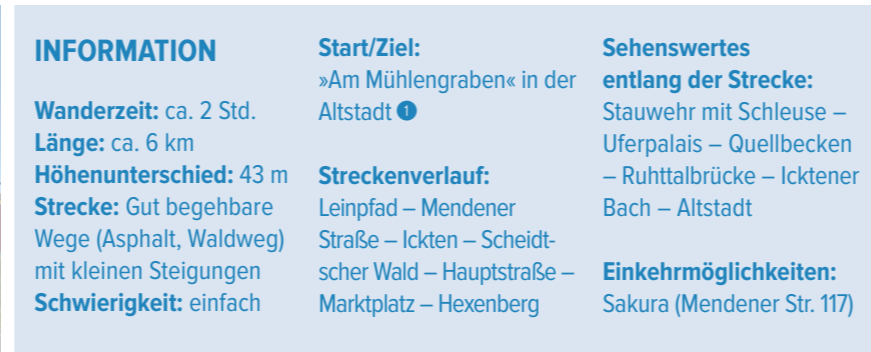 INFORMATION
Wanderzeit: ca. 2 Std.
Länge: ca. 6 km
Höhenunterschied: 43 m
Strecke: Gut begehbare
Wege (Asphalt, Waldweg)
mit kleinen Steigungen
Schwierigkeit: einfach
Start/Ziel:
»Am Mühlengraben« in der
Altstadt ❶
Streckenverlauf:
Leinpfad – Mendener
Straße – Ickten – Scheidt-
scher Wald – Hauptstraße –
Marktplatz – Hexenberg
Sehenswertes
entlang der Strecke:
Stauwehr mit Schleuse –
Uferpalais – Quellbecken
– Ruhttalbrücke – Icktener
Bach – Altstadt
Einkehrmöglichkeiten:
Sakura (Mendener Str. 117)